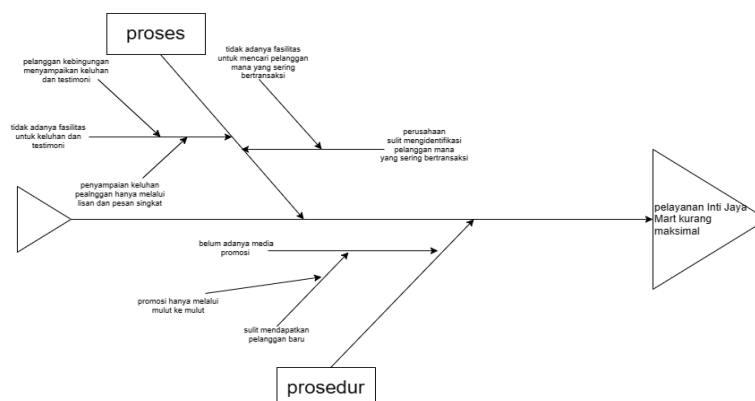 proses
pelanggan kebingungan
menyampaikan keluhan
dan testimoni
tidak adanya fasilitas
untuk mencari pelanggan
mana yang sering
bertransaksi
tidak adanya fasilitas
untuk keluhan dan
testimoni
perusahaan
sulit mengidentifikasi
pelanggan mana
yang sering bertransaksi
penyampaian keluhan
pealnggan hanya melalui
lisan dan pesan singkat
pelayanan Inti Jaya
Mart kurang
maksimal
belum adanya media
promosi
promosi hanya melalui
mulut ke mulut
sulit mendapatkan
pelanggan baru
prosedur